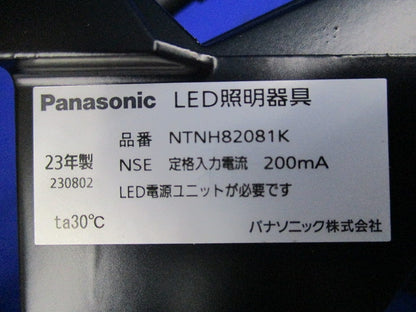 Panasonic LED照明器具
品番 NTNH82081K
23年製 NSE 定格入力電流 200mA
230802
LED電源ユニットが必要です
ta30℃
パナソニック株式会社